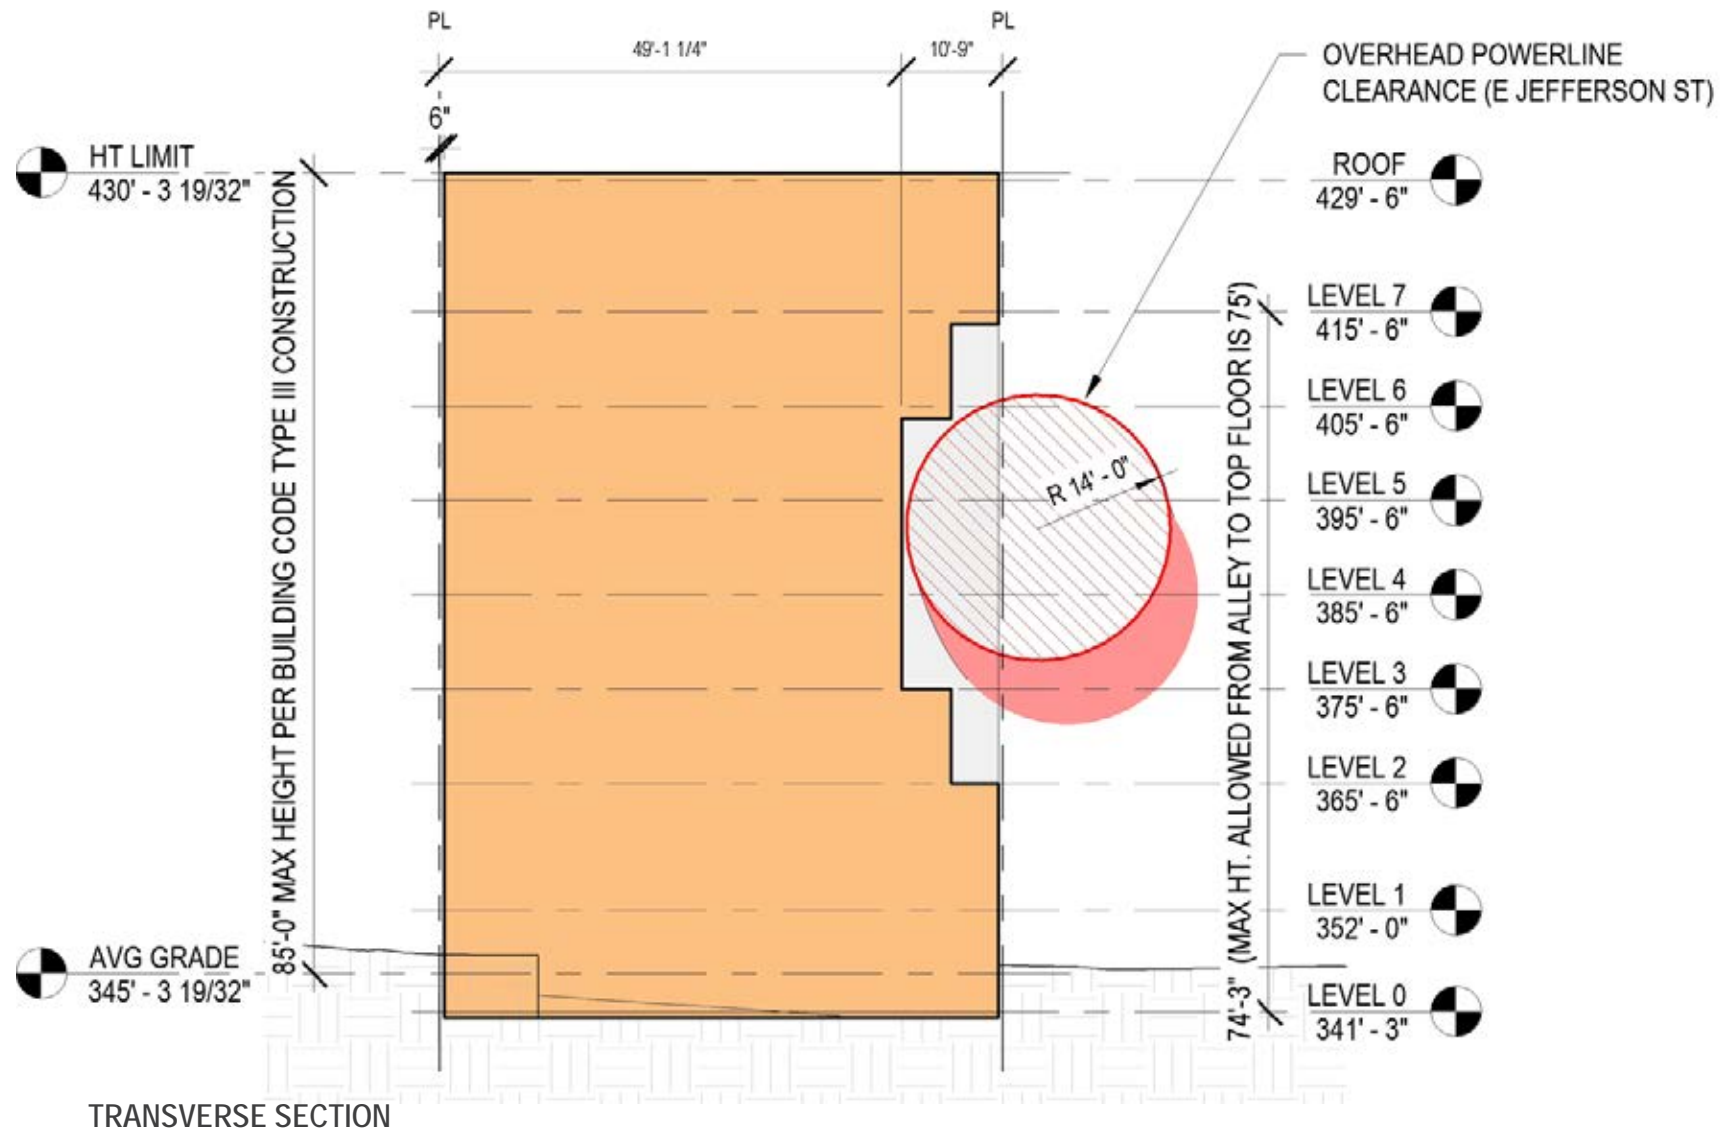 PL
PL
49'-1 1/4"
10'-9"
6"
OVERHEAD POWERLINE
CLEARANCE (E JEFFERSON ST)
HT LIMIT
430' - 3 19/32"
85'-0" MAX HEIGHT PER BUILDING CODE TYPE III CONSTRUCTION
AVG GRADE
345' - 3 19/32"
R 14' - 0"
74'-3" (MAX HT. ALLOWED FROM ALLEY TO TOP FLOOR IS 75')
ROOF
429' - 6"
LEVEL 7
415' - 6"
LEVEL 6
405' - 6"
LEVEL 5
395' - 6"
LEVEL 4
385' - 6"
LEVEL 3
375' - 6"
LEVEL 2
365' - 6"
LEVEL 1
352' - 0"
LEVEL 0
341' - 3"
TRANSVERSE SECTION